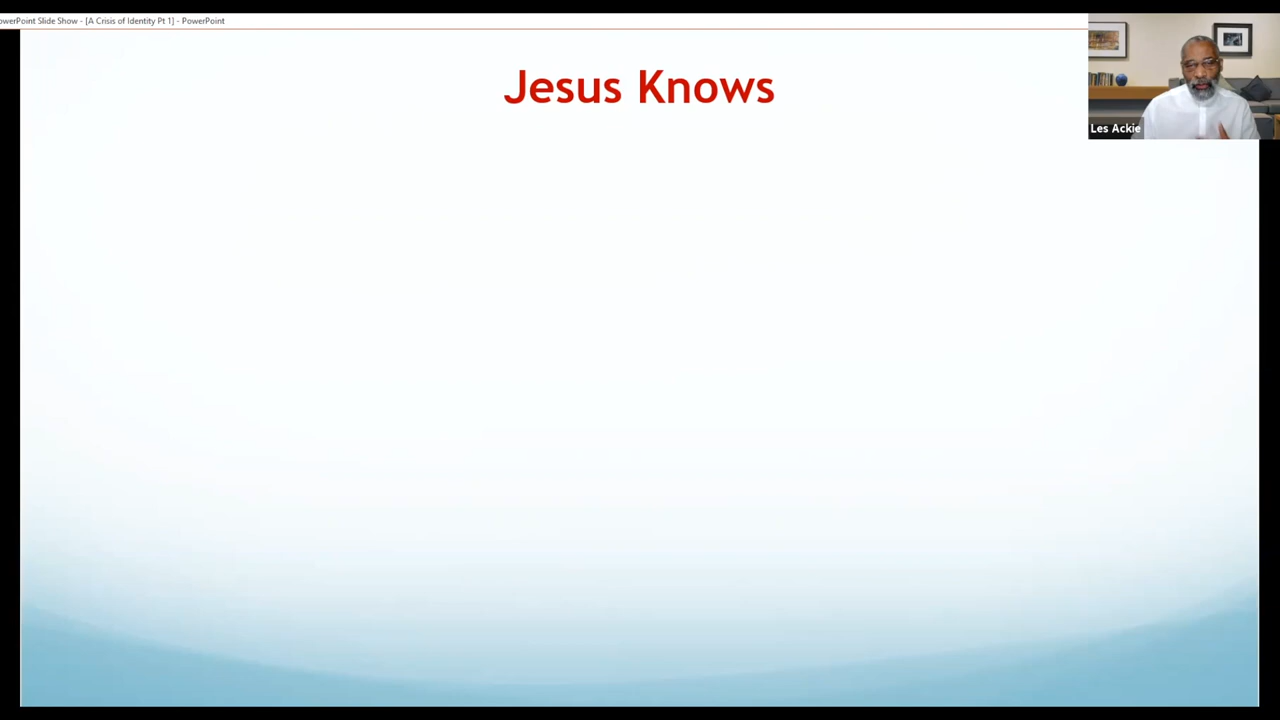 owerPoint Slide Show - [A Crisis of Identity Pt 1] - PowerPoint
Jesus Knows
Les Ackie